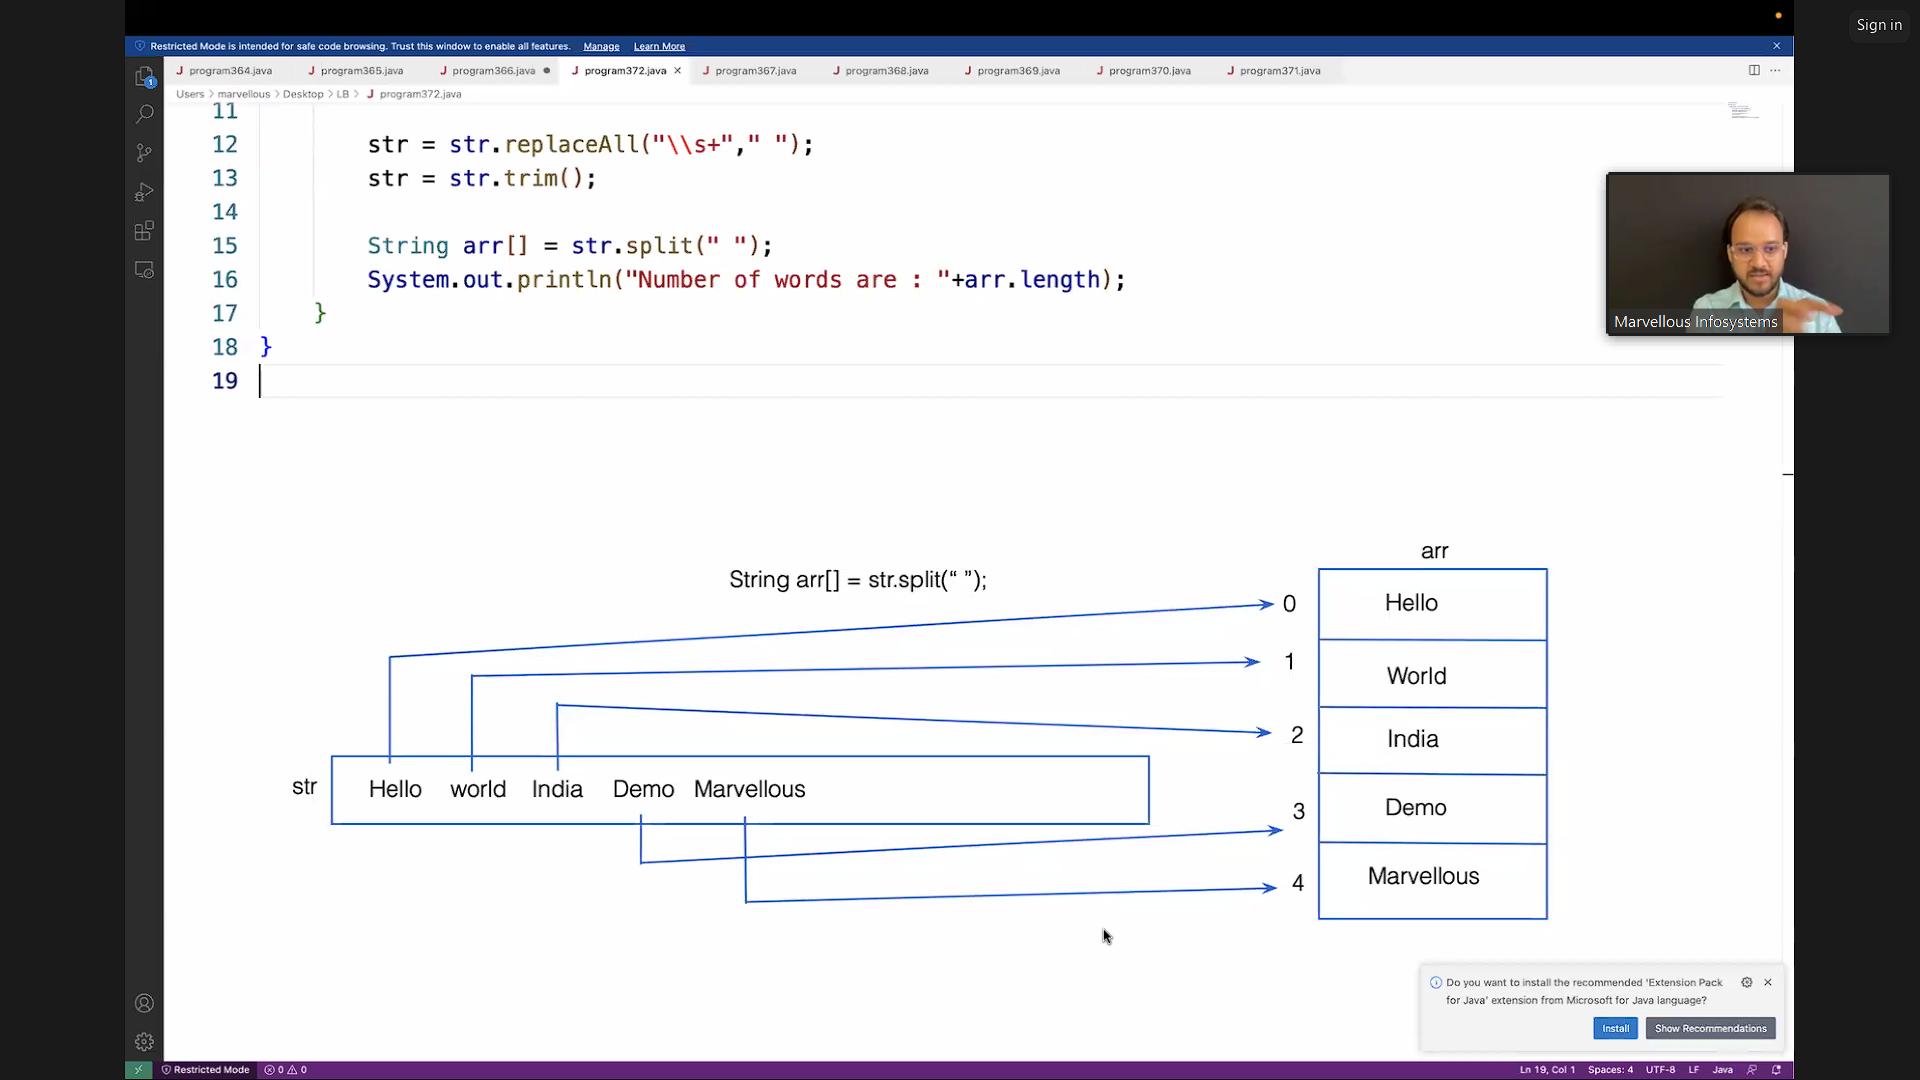 Sign in
Restricted Mode is intended for safe code browsing. Trust this window to enable all features. Manage Learn More
program364.java program365.java program366.java program372.java program367.java program368.java program369.java program370.java program371.java
Users > marvellous > Desktop > LB > J program372.java
11
12 str = str.replaceAll("\\s+"," ");
13 str = str.trim();
14
15 String arr[] = str.split(" ");
16 System.out.println("Number of words are : "+arr.length);
17 }
18 }
19
Marvellous Infosystems
arr
String arr[] = str.split(“ ”);
0 Hello
1 World
2 India
str Hello world India Demo Marvellous
3 Demo
4 Marvellous
Do you want to install the recommended 'Extension Pack
for Java' extension from Microsoft for Java language?
Install Show Recommendations
Restricted Mode 0 0 Ln 19, Col 1 Spaces: 4 UTF-8 LF Java